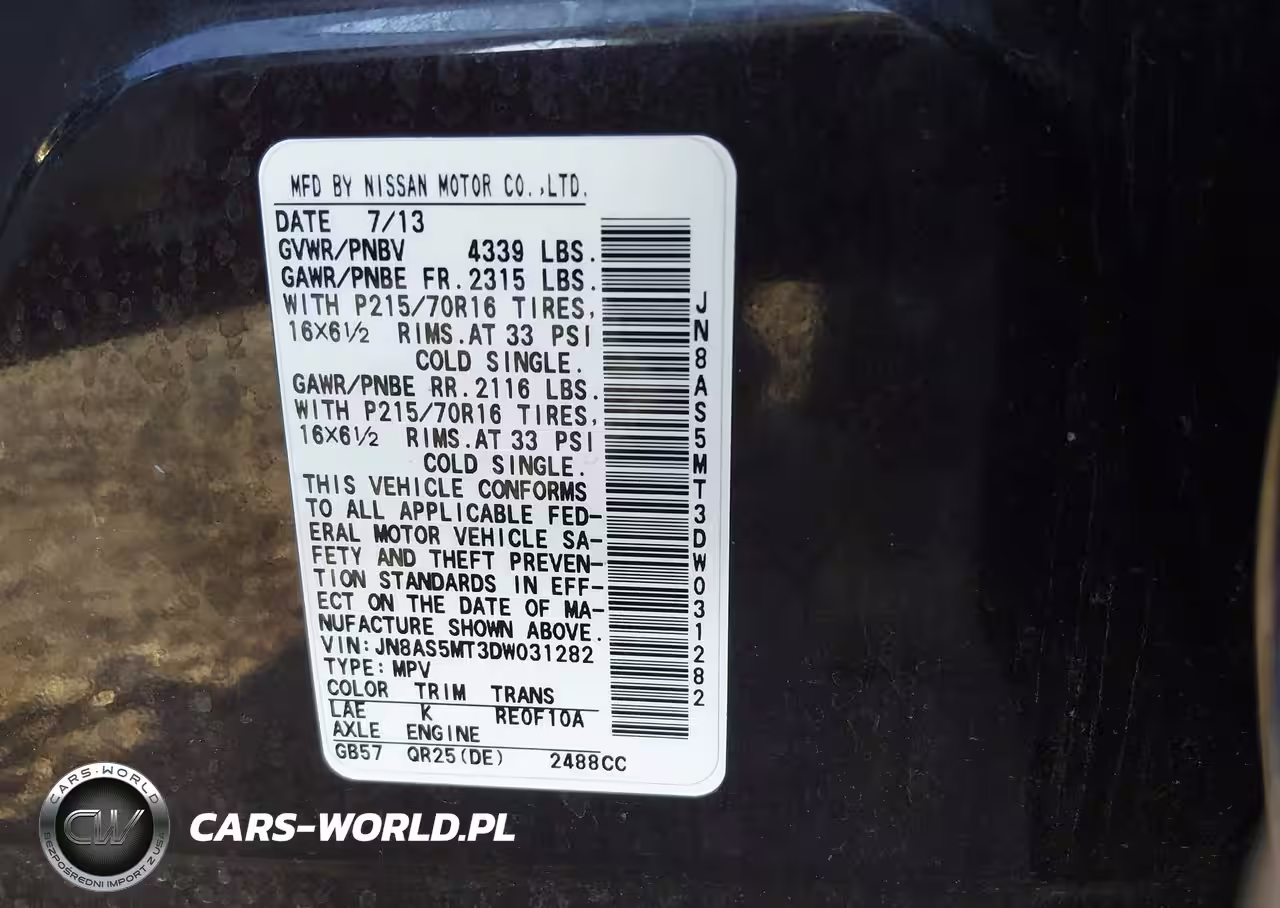 MFD BY NISSAN MOTOR CO.,LTD.
DATE 7/13
GVWR/PNBV 4339 LBS.
GAWR/PNBE FR.2315 LBS.
WITH P215/70R16 TIRES,
16X6½ RIMS.AT 33 PSI
COLD SINGLE.
GAWR/PNBE RR.2116 LBS.
WITH P215/70R16 TIRES,
16X6½ RIMS.AT 33 PSI
COLD SINGLE.
THIS VEHICLE CONFORMS
TO ALL APPLICABLE FED-
ERAL MOTOR VEHICLE SA-
FETY AND THEFT PREVEN-
TION STANDARDS IN EFF-
ECT ON THE DATE OF MA-
NUFACTURE SHOWN ABOVE.
VIN:JN8AS5MT3DW031282
TYPE:MPV
COLOR TRIM TRANS
LAE K RE0F10A
AXLE ENGINE
GB57 QR25(DE) 2488CC
JN8AS5MT3DW031282
CARS-WORLD
CW
BEZPOŚREDNI IMPORT Z USA
CARS-WORLD.PL